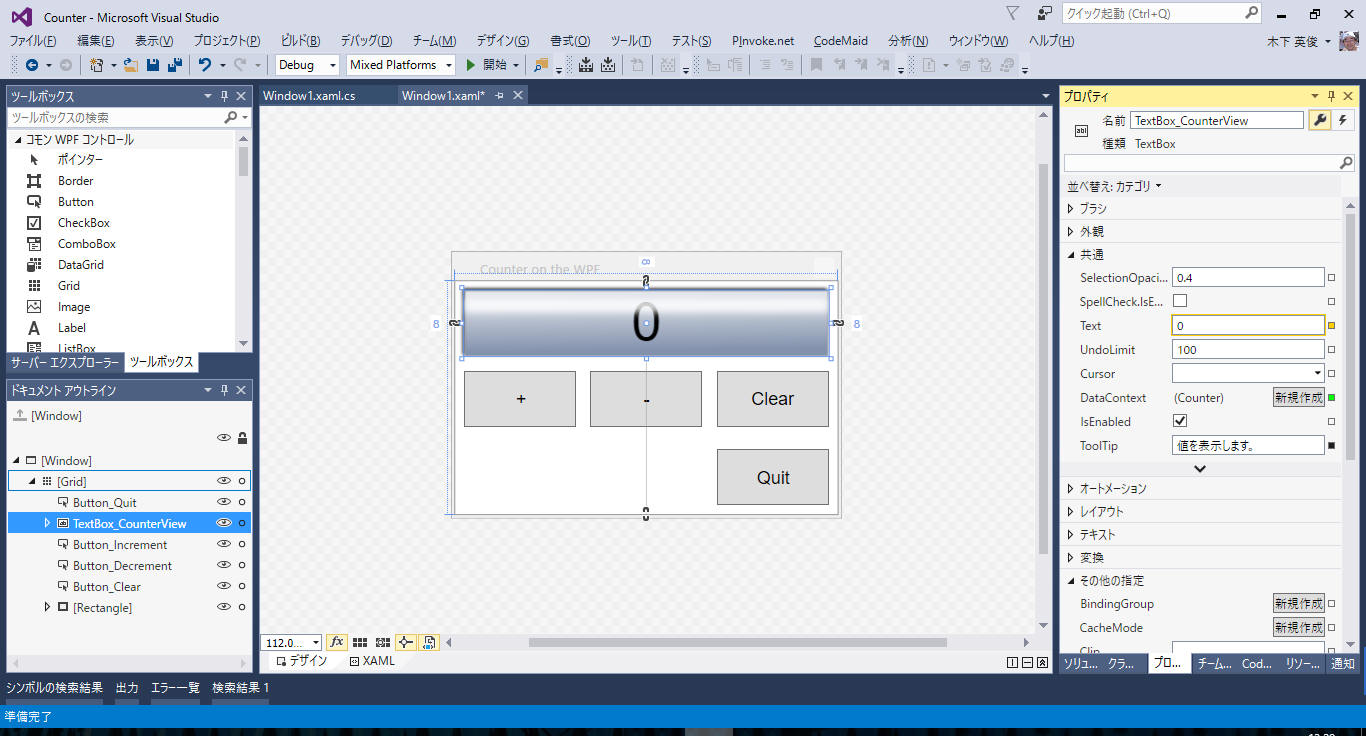 Counter - Microsoft Visual Studio
クイック起動 (Ctrl+Q)
ファイル(F) 編集(E) 表示(V) プロジェクト(P) ビルド(B) デバッグ(D) チーム(M) デザイン(G) 書式(O) ツール(T) テスト(S) PInvoke.net CodeMaid 分析(N) ウィンドウ(W) ヘルプ(H) 木下 英俊
Debug Mixed Platforms 開始
ツールボックス
ツールボックスの検索
コモン WPF コントロール
ポインター
Border
Button
CheckBox
ComboBox
DataGrid
Grid
Image
Label
ListBox
サーバー エクスプローラー ツールボックス
ドキュメント アウトライン
[Window]
[Window]
[Grid]
Button_Quit
TextBox_CounterView
Button_Increment
Button_Decrement
Button_Clear
[Rectangle]
Window1.xaml.cs Window1.xaml*
Counter on the WPF
8
8
0
8
+ - Clear
Quit
112.0...
fx
デザイン XAML
プロパティ
名前 TextBox_CounterView
種類 TextBox
並べ替え: カテゴリ
ブラシ
外観
共通
SelectionOpaci... 0.4
SpellCheck.IsE...
Text 0
UndoLimit 100
Cursor
DataContext (Counter) 新規作成
IsEnabled
ToolTip 値を表示します。
オートメーション
レイアウト
テキスト
変換
その他の指定
BindingGroup 新規作成
CacheMode 新規作成
Clip
ソリュ... クラ... プロ... チーム... Cod... リソー... 通知
シンボルの検索結果 出力 エラー一覧 検索結果 1
準備完了